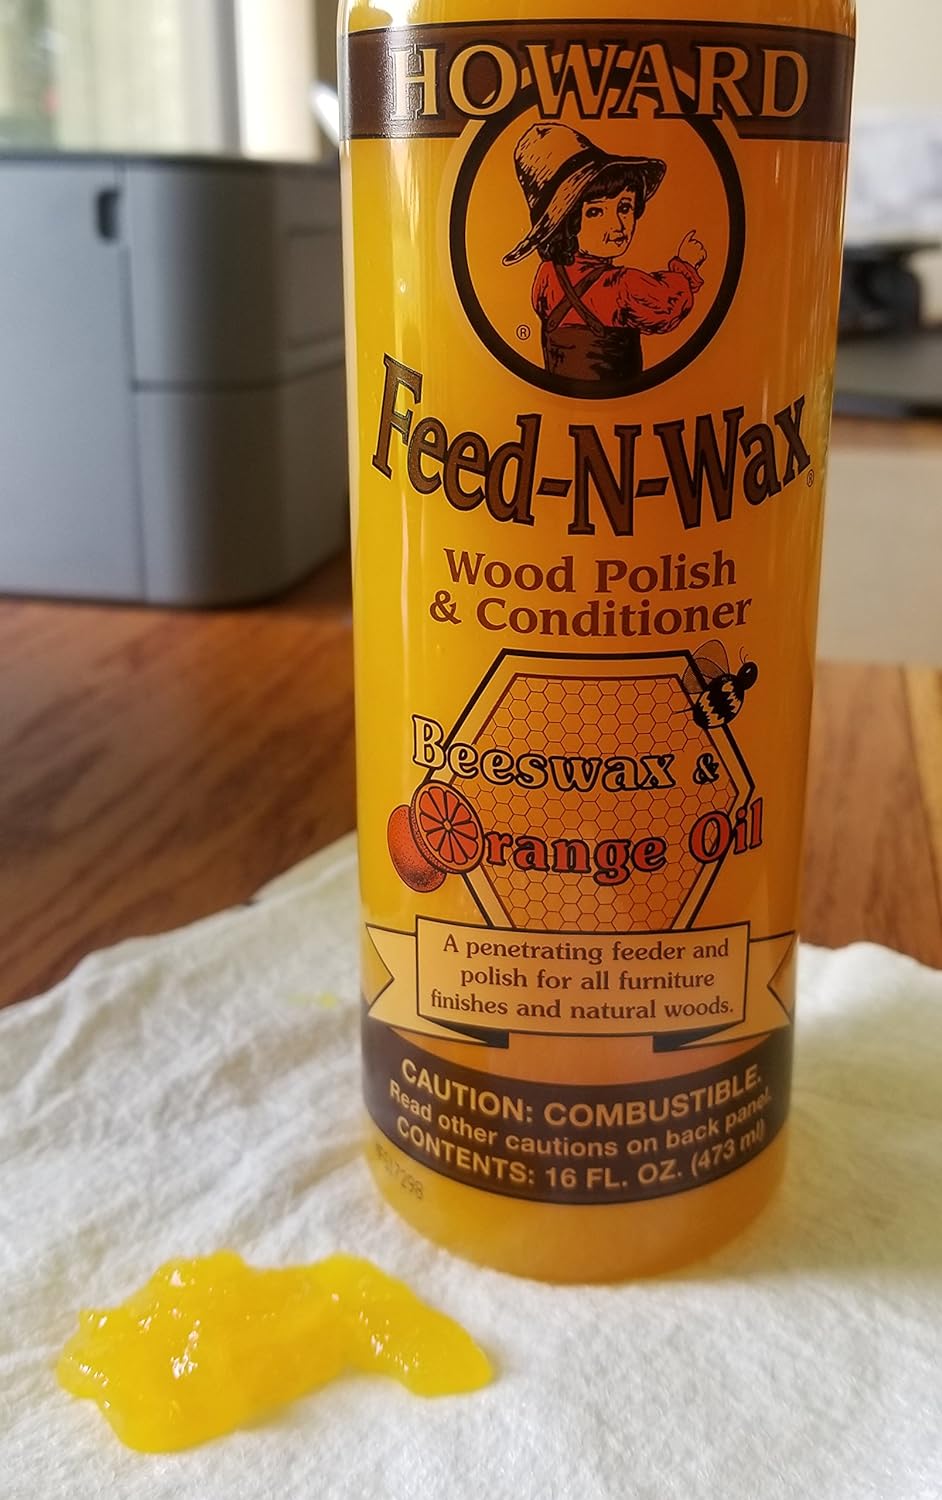 HOWARD
®
Feed-N-Wax®
Wood Polish
& Conditioner
Beeswax &
Orange Oil
A penetrating feeder and
polish for all furniture
finishes and natural woods.
CAUTION: COMBUSTIBLE.
Read other cautions on back panel.
CONTENTS: 16 FL. OZ. (473 ml)